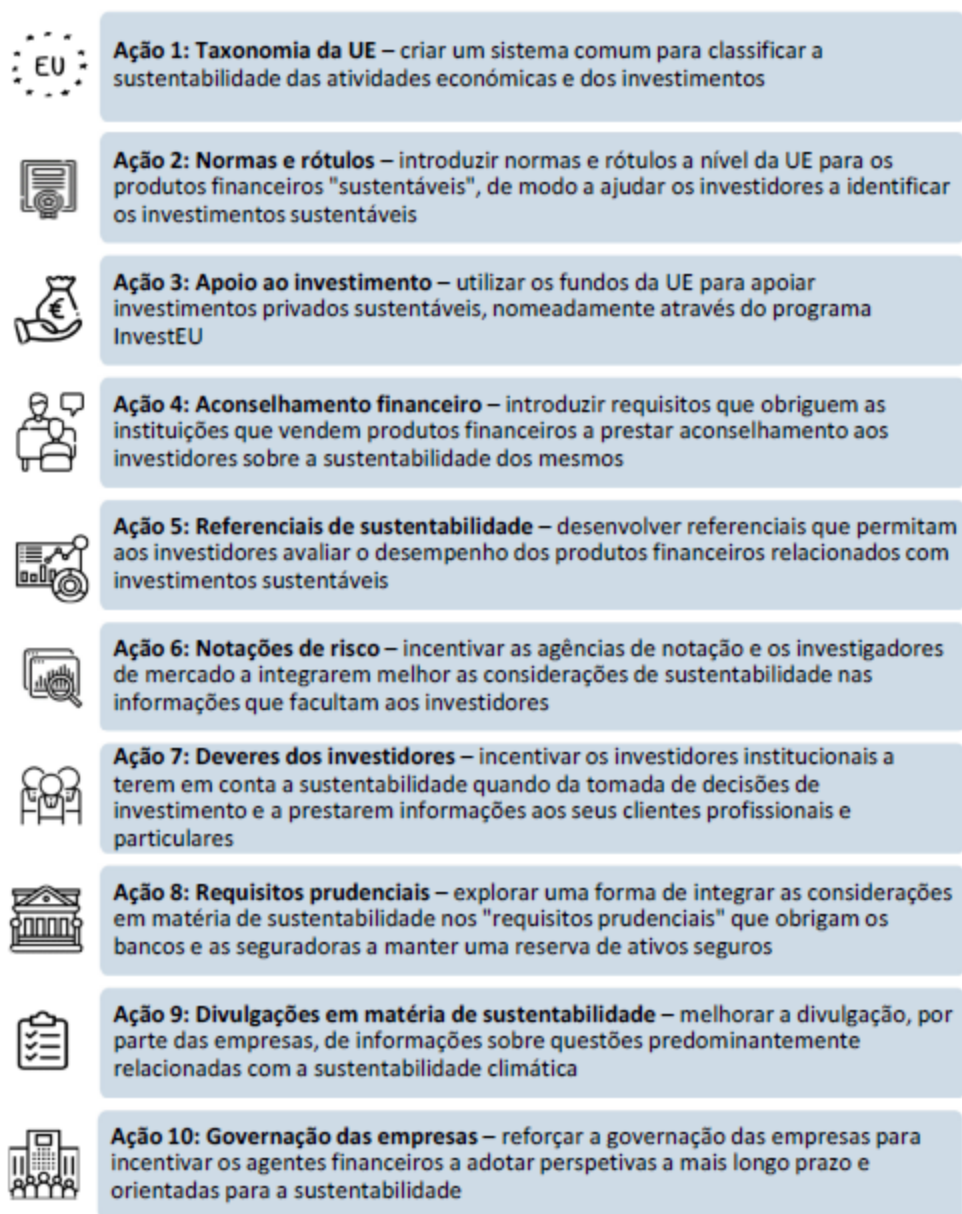 EU
Ação 1: Taxonomia da UE – criar um sistema comum para classificar a
sustentabilidade das atividades económicas e dos investimentos
Ação 2: Normas e rótulos – introduzir normas e rótulos a nível da UE para os
produtos financeiros "sustentáveis", de modo a ajudar os investidores a identificar
os investimentos sustentáveis
€
Ação 3: Apoio ao investimento – utilizar os fundos da UE para apoiar
investimentos privados sustentáveis, nomeadamente através do programa
InvestEU
Ação 4: Aconselhamento financeiro – introduzir requisitos que obriguem as
instituições que vendem produtos financeiros a prestar aconselhamento aos
investidores sobre a sustentabilidade dos mesmos
Ação 5: Referenciais de sustentabilidade – desenvolver referenciais que permitam
aos investidores avaliar o desempenho dos produtos financeiros relacionados com
investimentos sustentáveis
Ação 6: Notações de risco – incentivar as agências de notação e os investigadores
de mercado a integrarem melhor as considerações de sustentabilidade nas
informações que facultam aos investidores
Ação 7: Deveres dos investidores – incentivar os investidores institucionais a
terem em conta a sustentabilidade quando da tomada de decisões de
investimento e a prestarem informações aos seus clientes profissionais e
particulares
Ação 8: Requisitos prudenciais – explorar uma forma de integrar as considerações
em matéria de sustentabilidade nos "requisitos prudenciais" que obrigam os
bancos e as seguradoras a manter uma reserva de ativos seguros
Ação 9: Divulgações em matéria de sustentabilidade – melhorar a divulgação, por
parte das empresas, de informações sobre questões predominantemente
relacionadas com a sustentabilidade climática
Ação 10: Governação das empresas – reforçar a governação das empresas para
incentivar os agentes financeiros a adotar perspetivas a mais longo prazo e
orientadas para a sustentabilidade